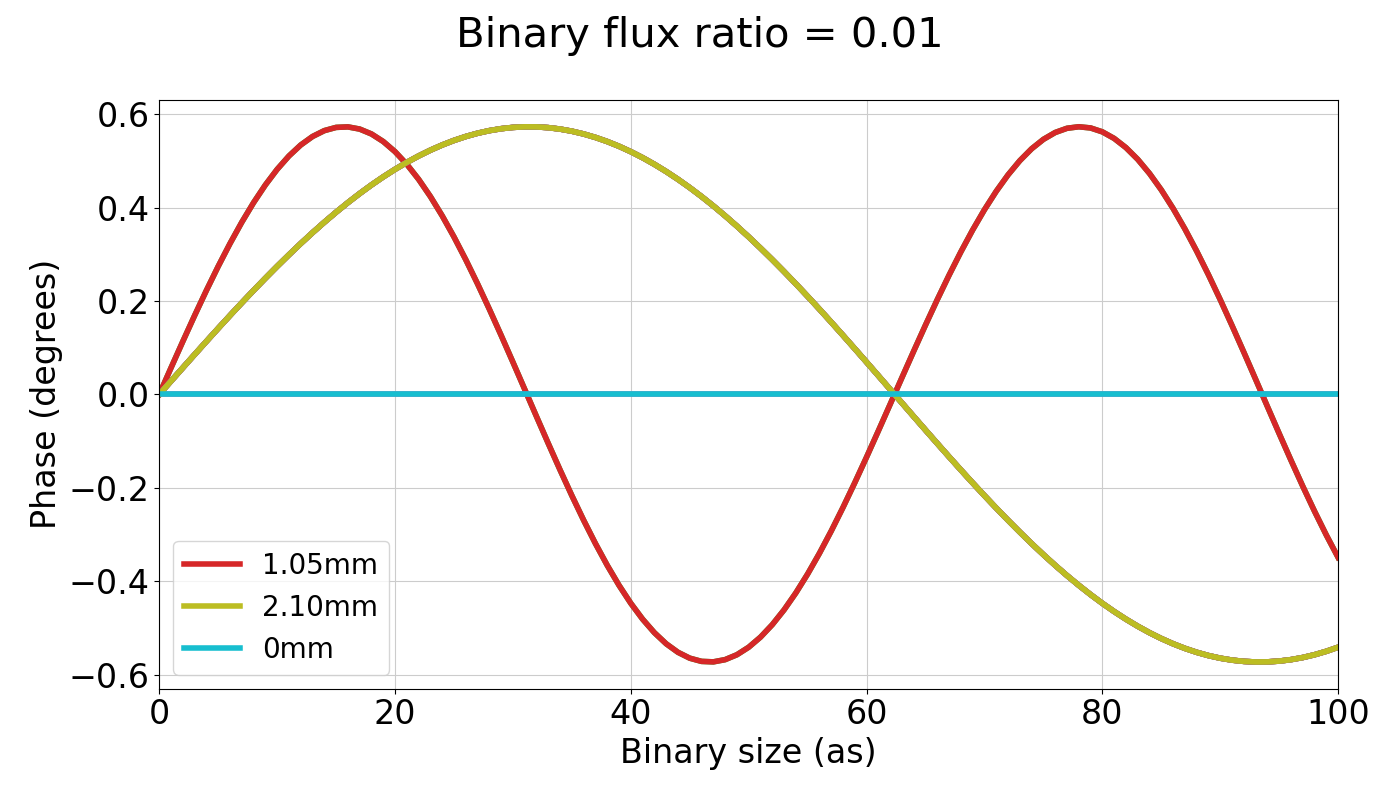 Binary flux ratio = 0.01
0.6
0.4
0.2
0.0
−0.2
−0.4
−0.6
Phase (degrees)
1.05mm
2.10mm
0mm
0 20 40 60 80 100
Binary size (as)